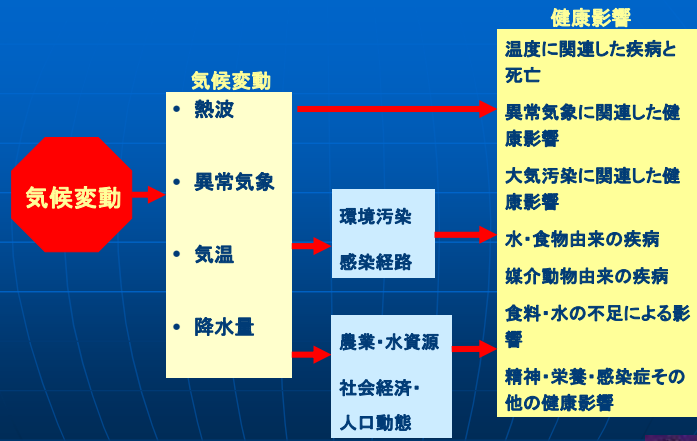 健康影響
温度に関連した疾病と
死亡
異常気象に関連した健
康影響
大気汚染に関連した健
康影響
水・食物由来の疾病
媒介動物由来の疾病
食料・水の不足による影
響
精神・栄養・感染症その
他の健康影響
気候変動
• 熱波
• 異常気象
• 気温
• 降水量
気候変動
環境汚染
感染経路
農業・水資源
社会経済・
人口動態